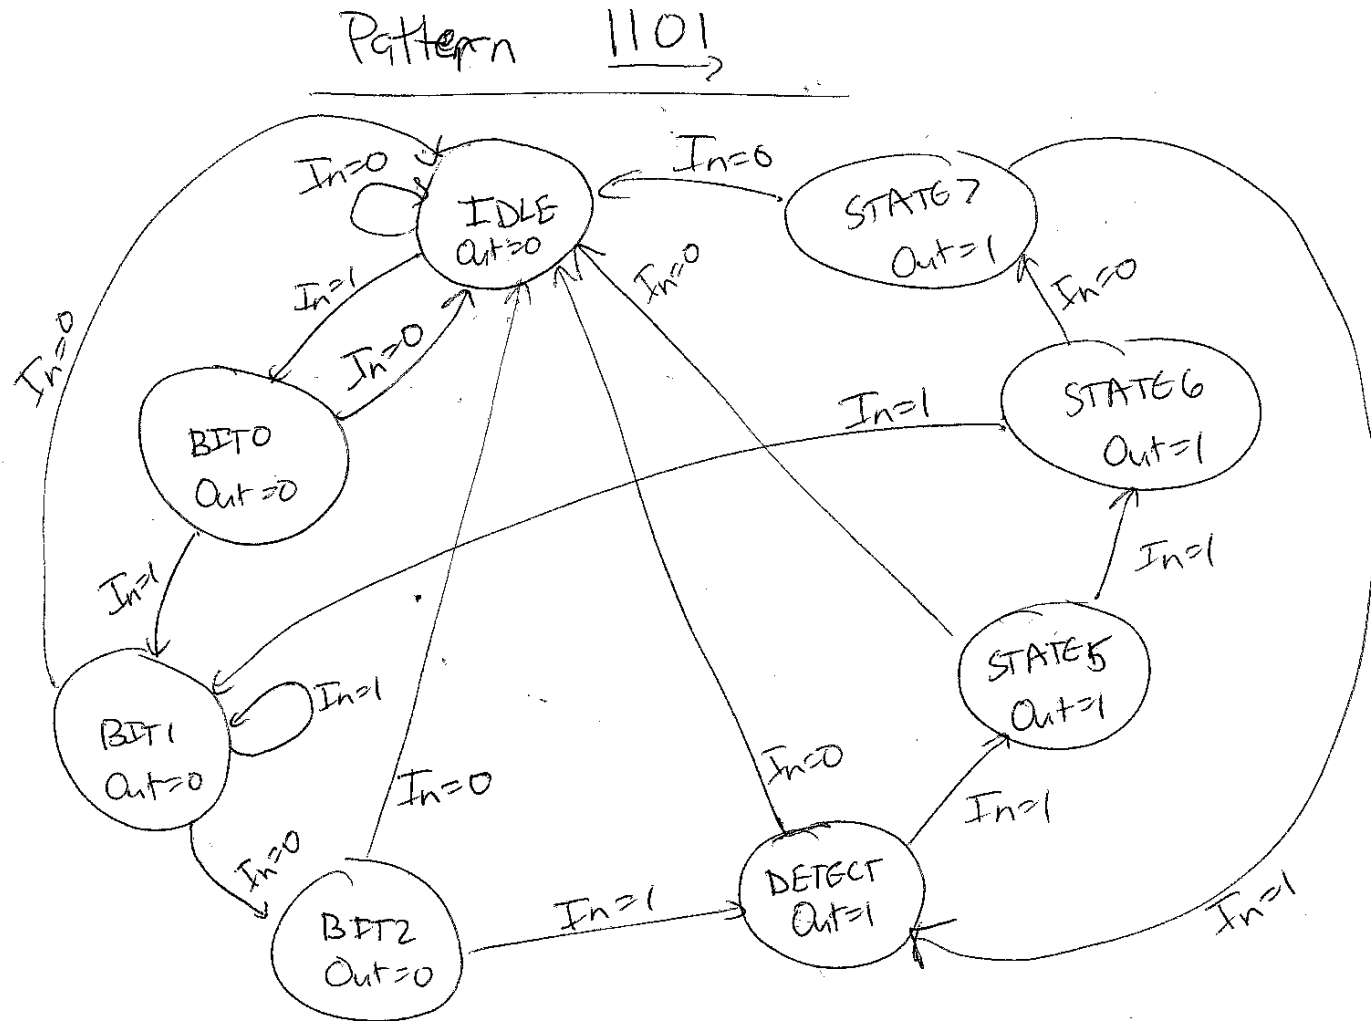 Pattern 1101
In=0
In=0
IDLE
Out=0
STATE7
Out=1
In=0
In=1
In=0
In=0
In=0
STATE6
Out=1
In=1
BIT0
Out=0
In=1
In=1
STATE5
Out=1
In=1
BIT1
Out=0
In=0
In=0
In=1
In=0
DETECT
Out=1
In=1
In=1
BIT2
Out=0